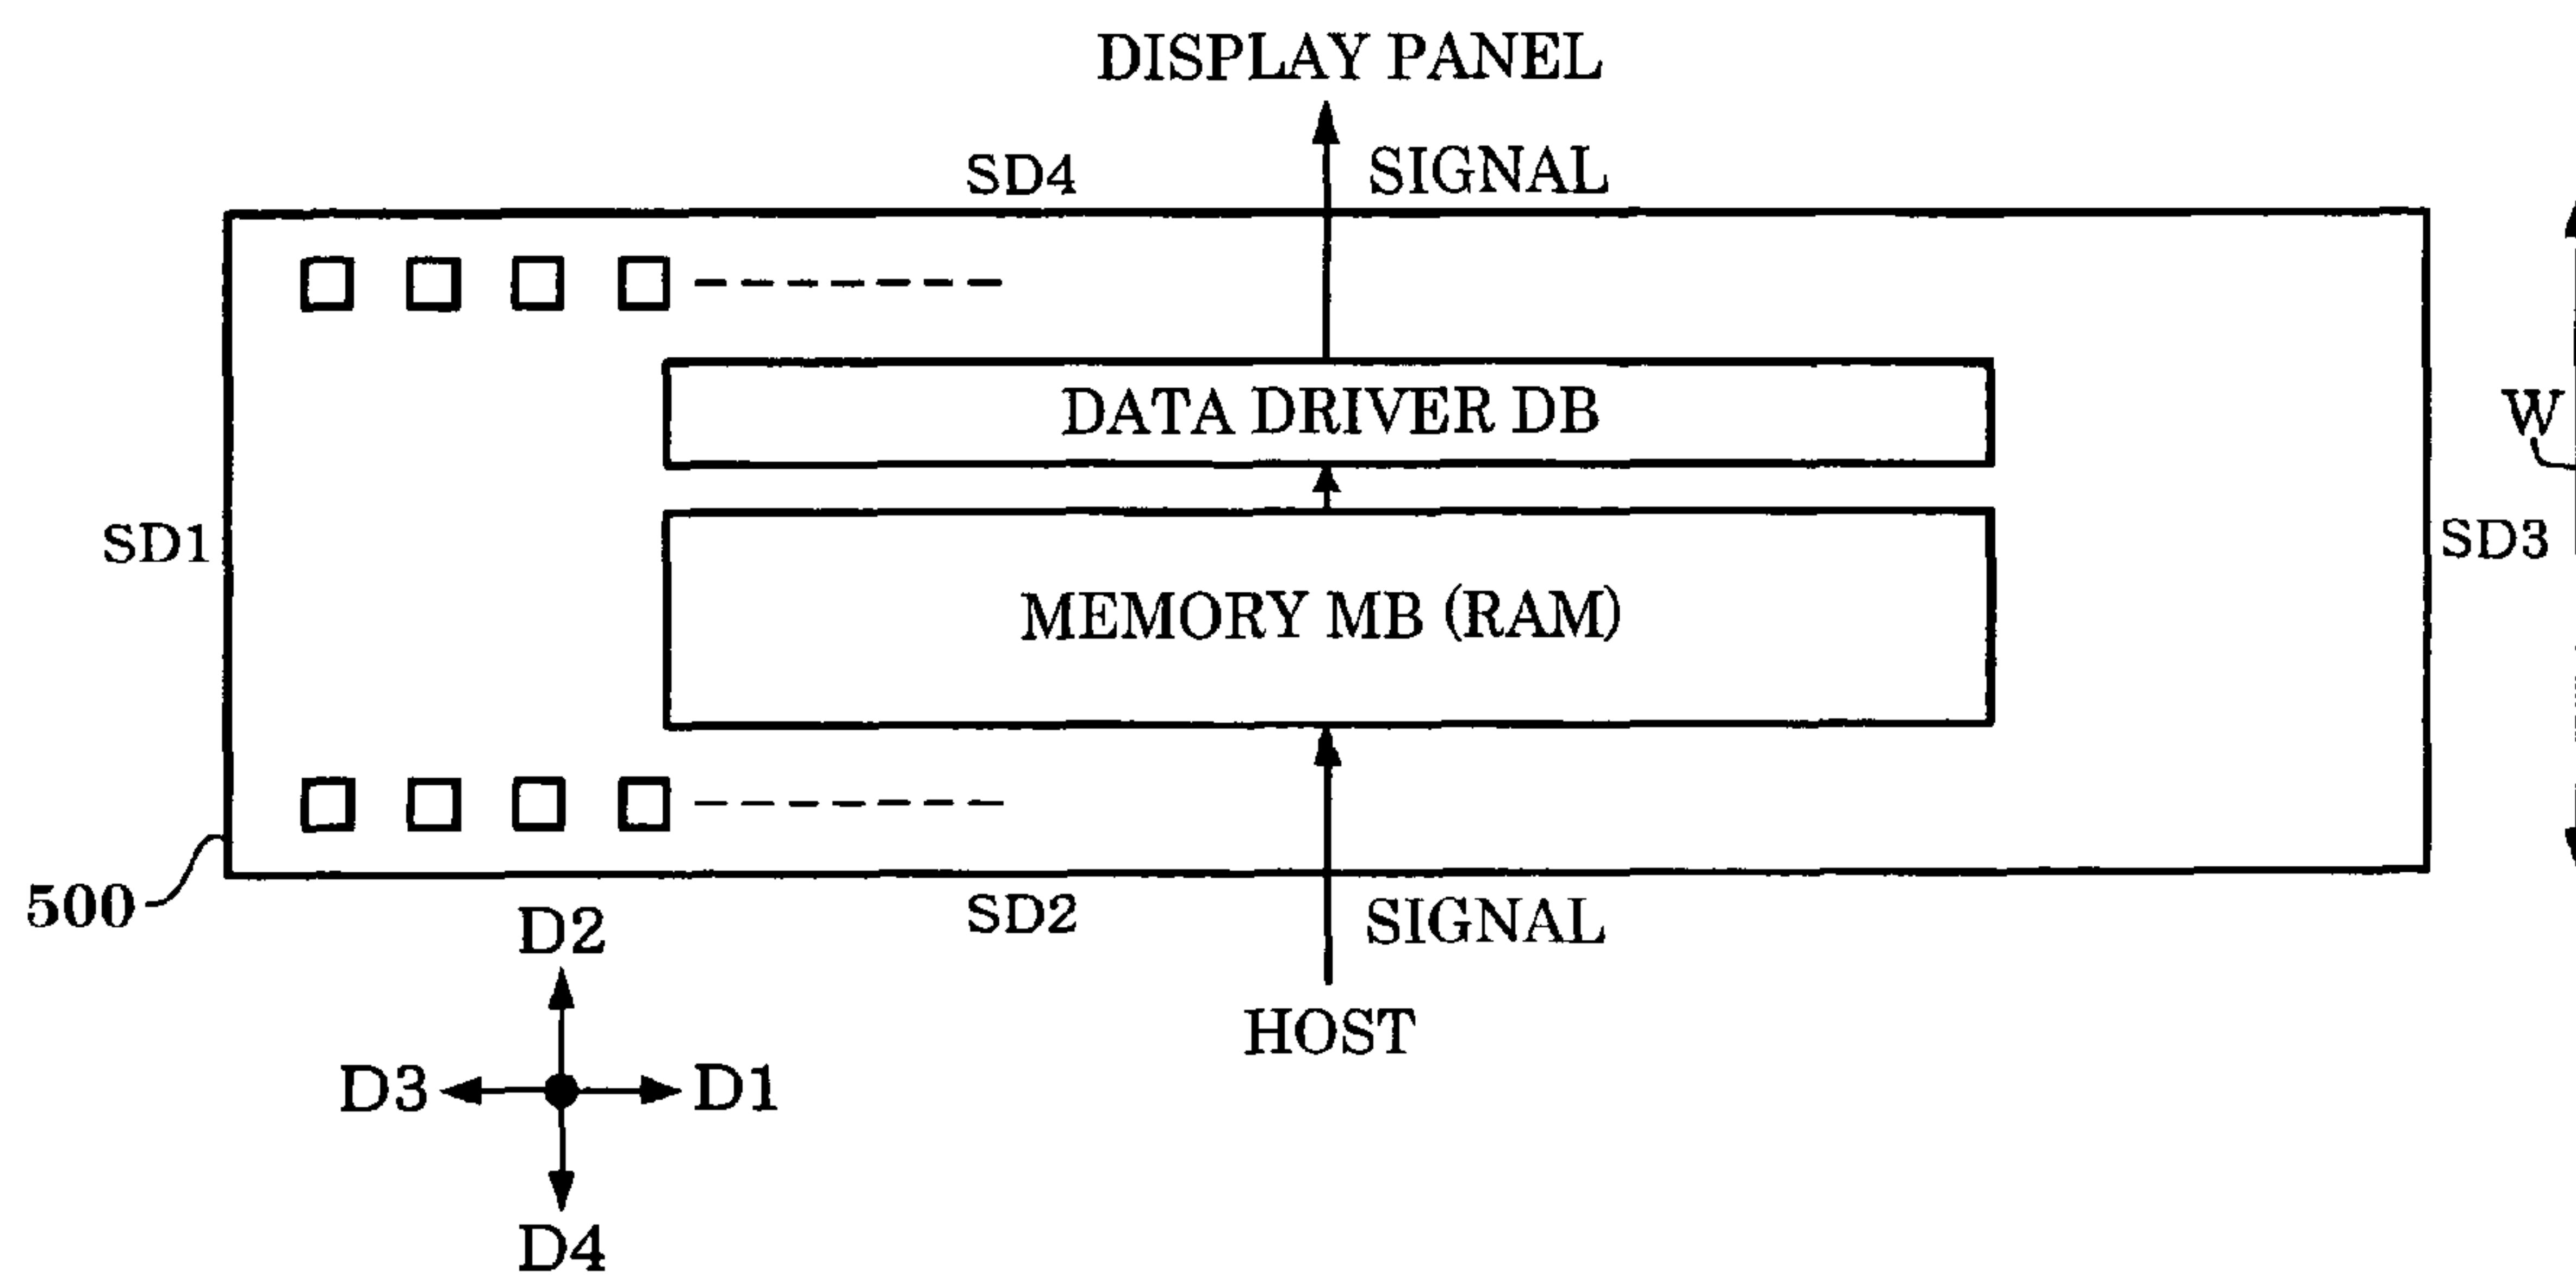 DISPLAY PANEL
SD4
SIGNAL
DATA DRIVER DB
W
SD1
SD3
MEMORY MB (RAM)
500
SD2
SIGNAL
D2
HOST
D3
D1
D4